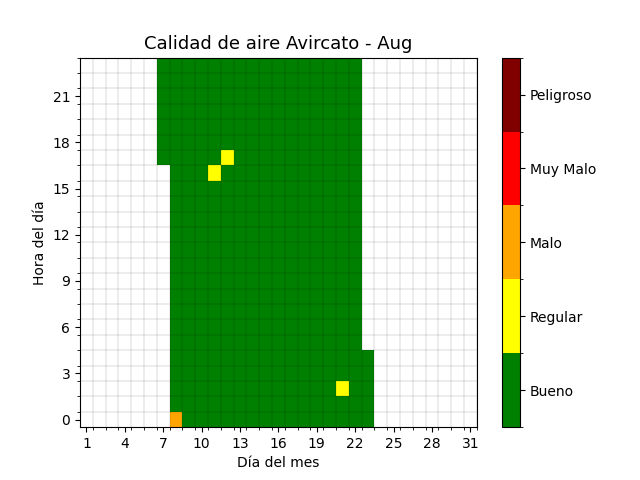 Calidad de aire Avircato - Aug
21
18
15
12
9
6
3
0
Hora del día
1 4 7 10 13 16 19 22 25 28 31
Día del mes
Peligroso
Muy Malo
Malo
Regular
Bueno